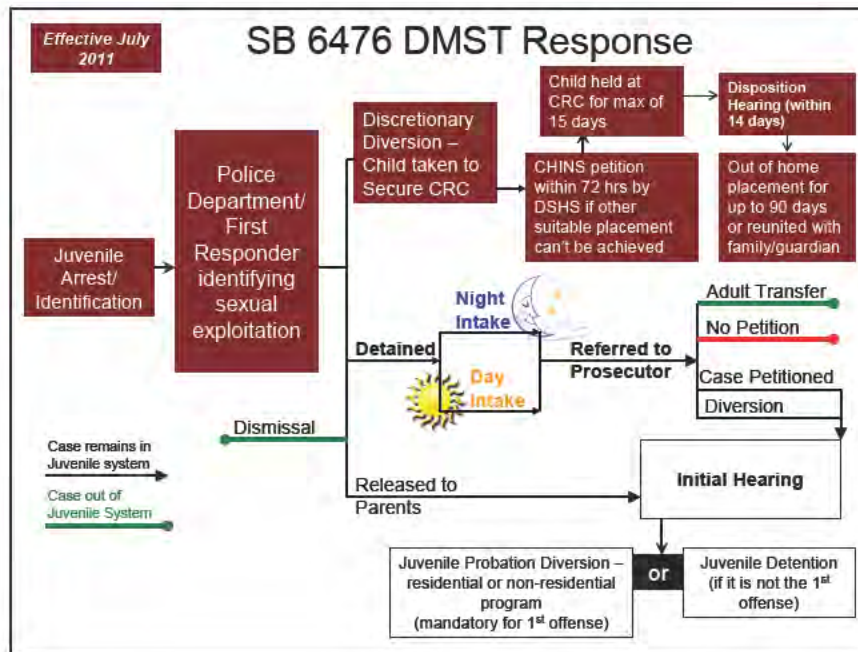 Effective July
2011
SB 6476 DMST Response
Juvenile
Arrest/
Identification
Police
Department/
First
Responder
identifying
sexual
exploitation
Discretionary
Diversion –
Child taken to
Secure CRC
Child held at
CRC for max of
15 days
Disposition
Hearing (within
14 days)
CHINS petition
within 72 hrs by
DSHS if other
suitable placement
can't be achieved
Out of home
placement for
up to 90 days
or reunited with
family/guardian
Detained
Night
Intake
Day
Intake
Referred to
Prosecutor
Adult Transfer
No Petition
Case Petitioned
Diversion
Dismissal
Released to
Parents
Initial Hearing
Case remains in
Juvenile system
Case out of
Juvenile System
Juvenile Probation Diversion –
residential or non-residential
program
(mandatory for 1st offense)
or
Juvenile Detention
(if it is not the 1st
offense)